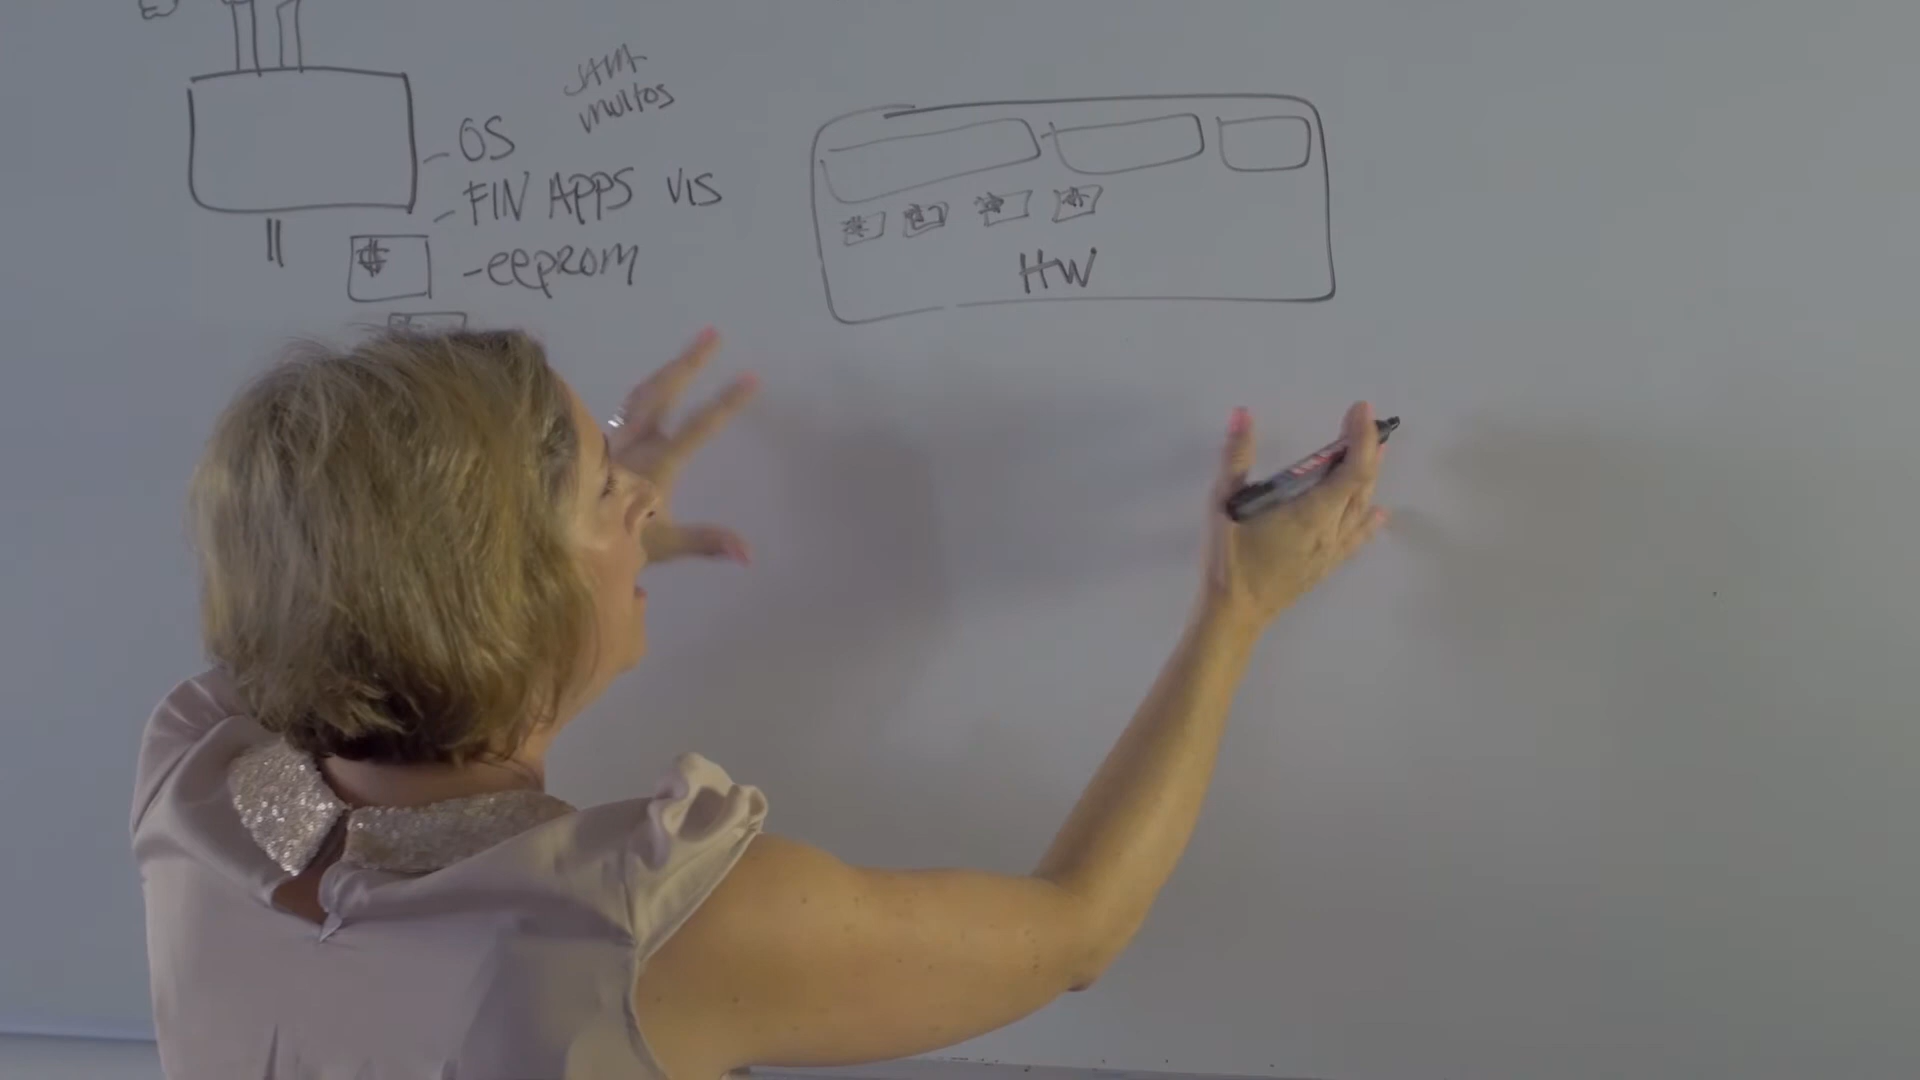 JAVA
multos
- OS
- FIN APPS VIS
$
- eeprom
HW